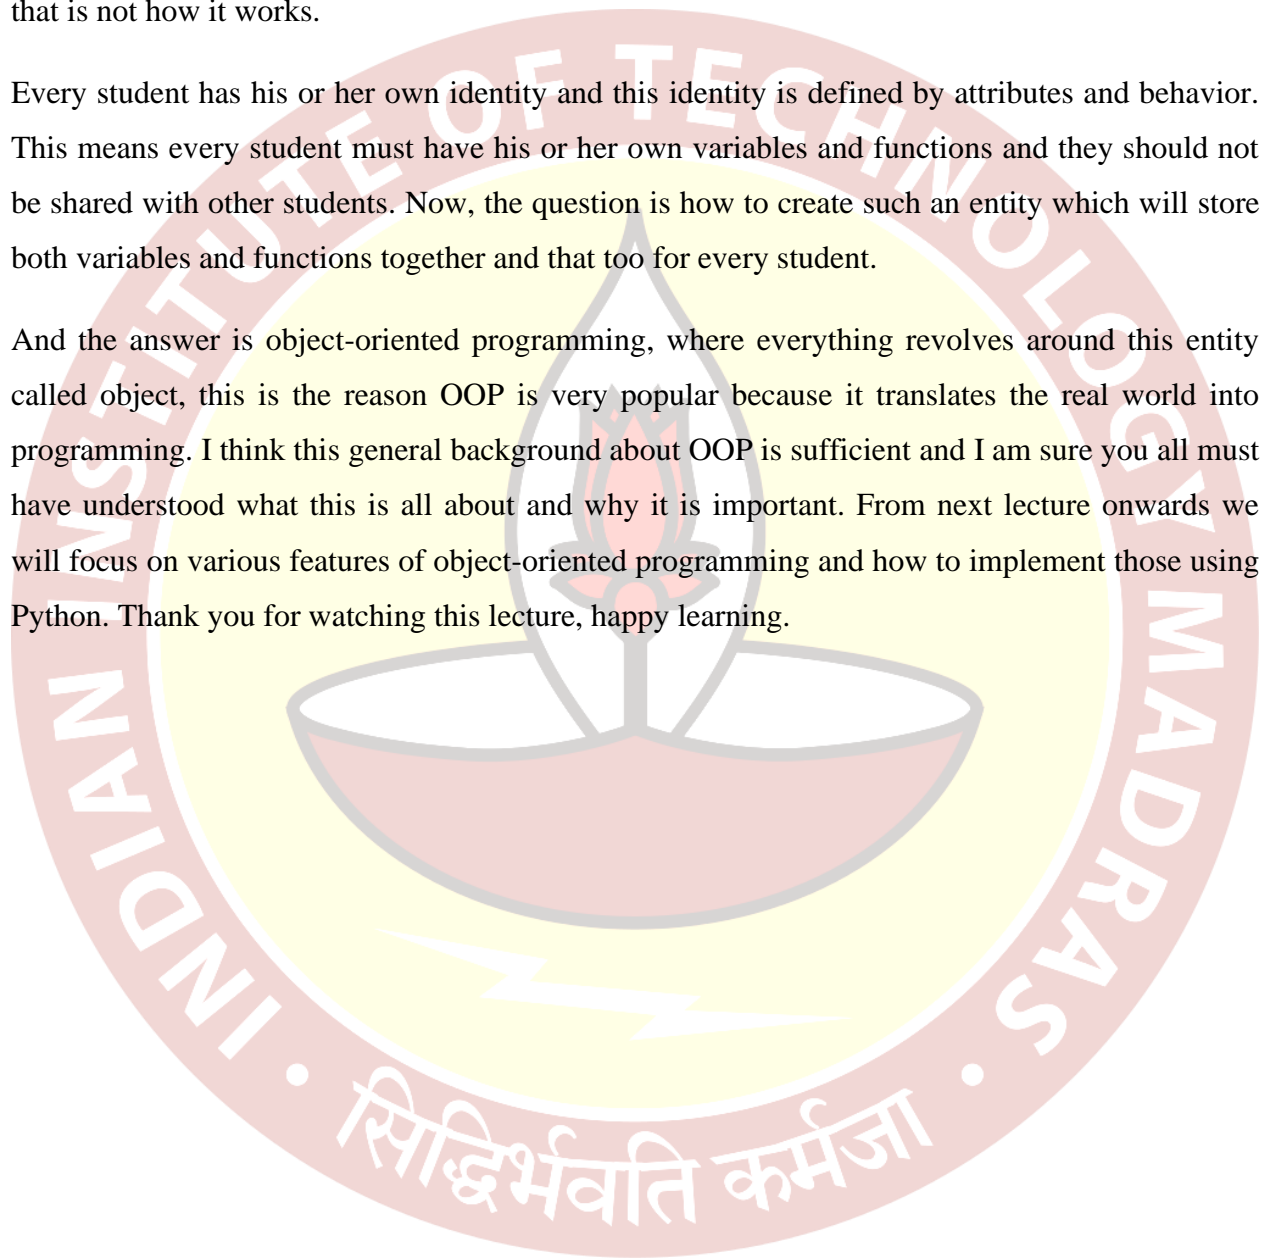 that is not how it works.
Every student has his or her own identity and this identity is defined by attributes and behavior.
This means every student must have his or her own variables and functions and they should not
be shared with other students. Now, the question is how to create such an entity which will store
both variables and functions together and that too for every student.
And the answer is object-oriented programming, where everything revolves around this entity
called object, this is the reason OOP is very popular because it translates the real world into
programming. I think this general background about OOP is sufficient and I am sure you all must
have understood what this is all about and why it is important. From next lecture onwards we
will focus on various features of object-oriented programming and how to implement those using
Python. Thank you for watching this lecture, happy learning.
INDIAN INSTITUTE OF TECHNOLOGY MADRAS
सिद्धिर्भवति कर्मजा